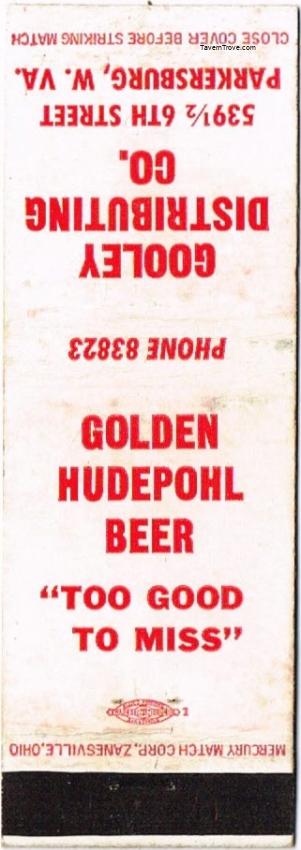 TavernTrove.com
GOLDEN
HUDEPOHL
BEER
"TOO GOOD
TO MISS"
MERCURY MATCH CORP., ZANESVILLE, OHIO
PHONE 83823
GOOLEY
DISTRIBUTING
CO.
539½ 6TH STREET
PARKERSBURG, W. VA.
CLOSE COVER BEFORE STRIKING MATCH